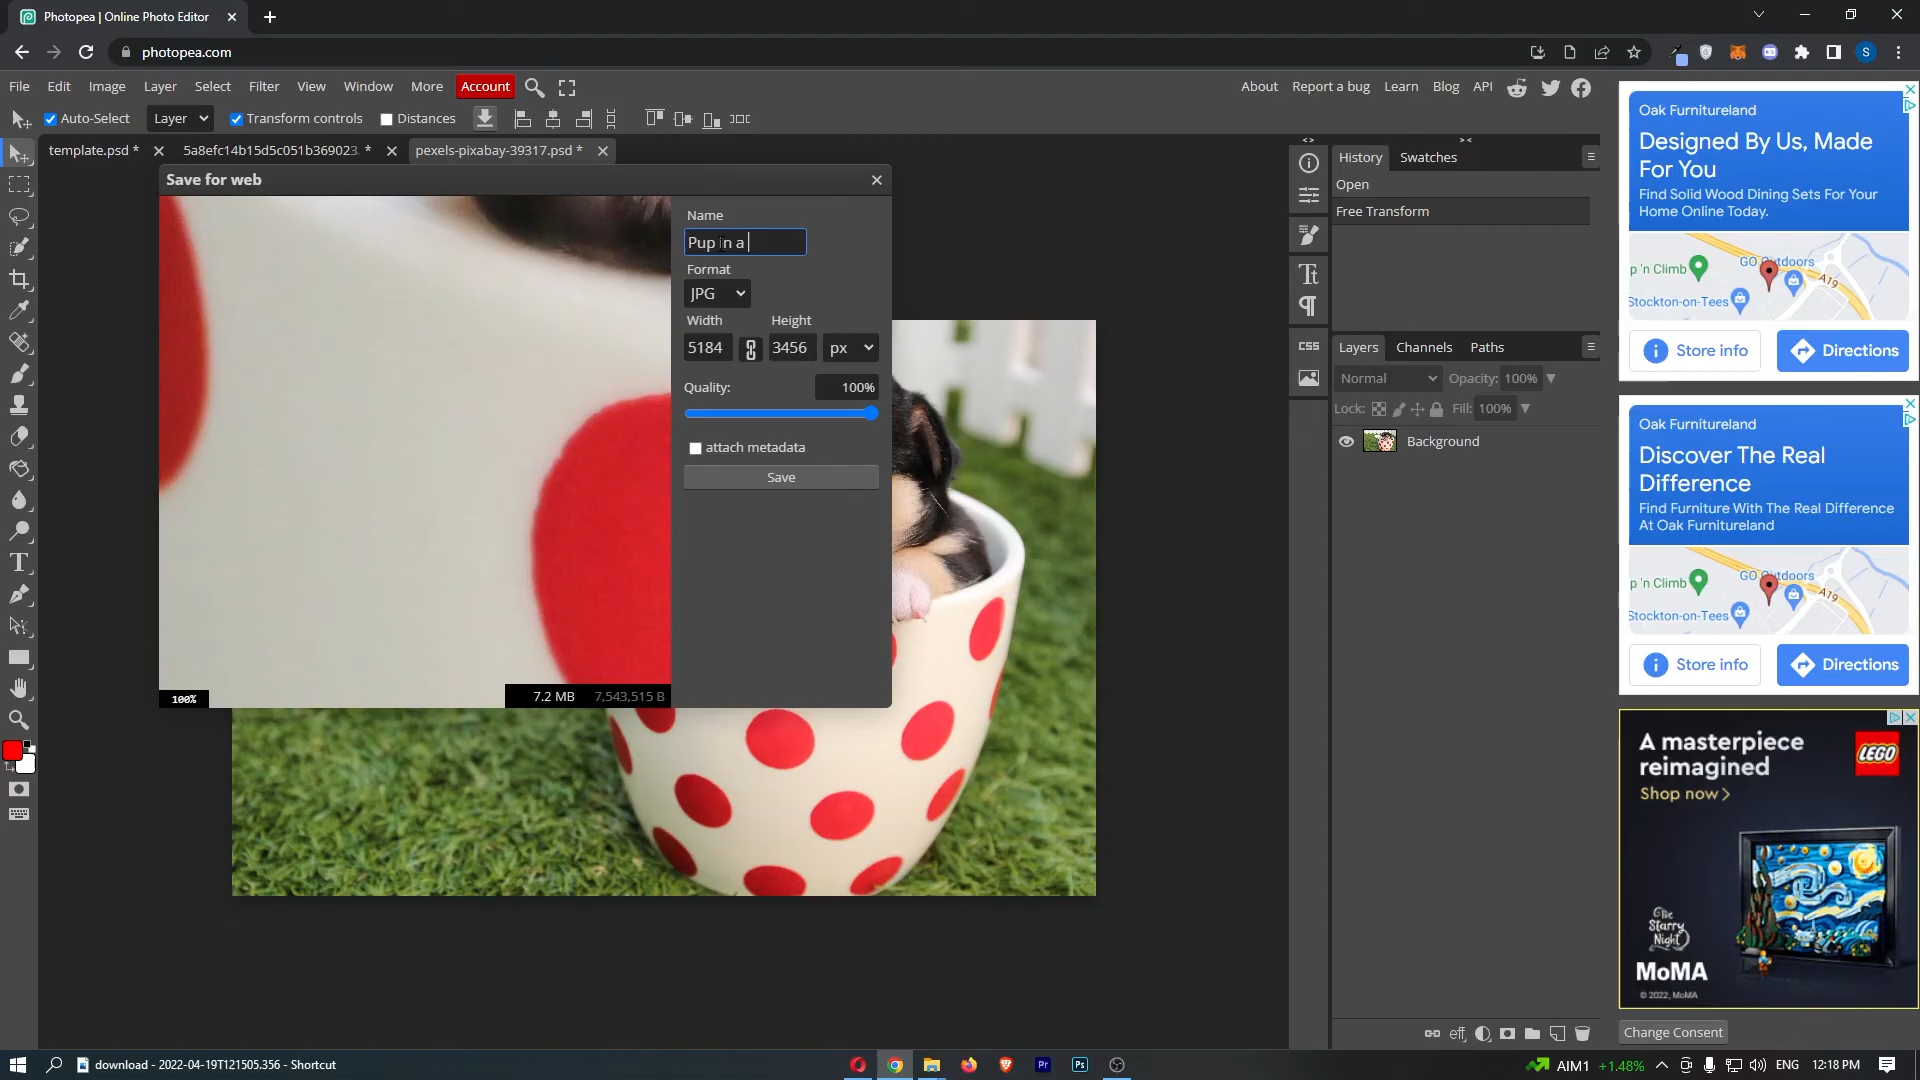 Photopea | Online Photo Editor
photopea.com
S
File Edit Image Layer Select Filter View Window More Account
About Report a bug Learn Blog API
Auto-Select Layer Transform controls Distances
template.psd * 5a8efc14b15d5c051b369023. * pexels-pixabay-39317.psd *
Save for web
Name
Pup in a
Format
JPG
Width Height
5184 3456 px
Quality: 100%
attach metadata
Save
100%
7.2 MB 7,543,515 B
History Swatches
Open
Free Transform
CSS
Layers Channels Paths
Normal Opacity: 100%
Lock: Fill: 100%
Background
eff
Oak Furnitureland
Designed By Us, Made
For You
Find Solid Wood Dining Sets For Your
Home Online Today.
p 'n Climb GO Outdoors
A19
Stockton-on-Tees
Store info Directions
Oak Furnitureland
Discover The Real
Difference
Find Furniture With The Real Difference
At Oak Furnitureland
p 'n Climb GO Outdoors
A19
Stockton-on-Tees
Store info Directions
A masterpiece
reimagined
Shop now >
LEGO
The
Starry
Night
MoMA
© 2022, MoMA
Change Consent
download - 2022-04-19T121505.356 - Shortcut
Pr Ps
AIM1 +1.48% ENG 12:18 PM